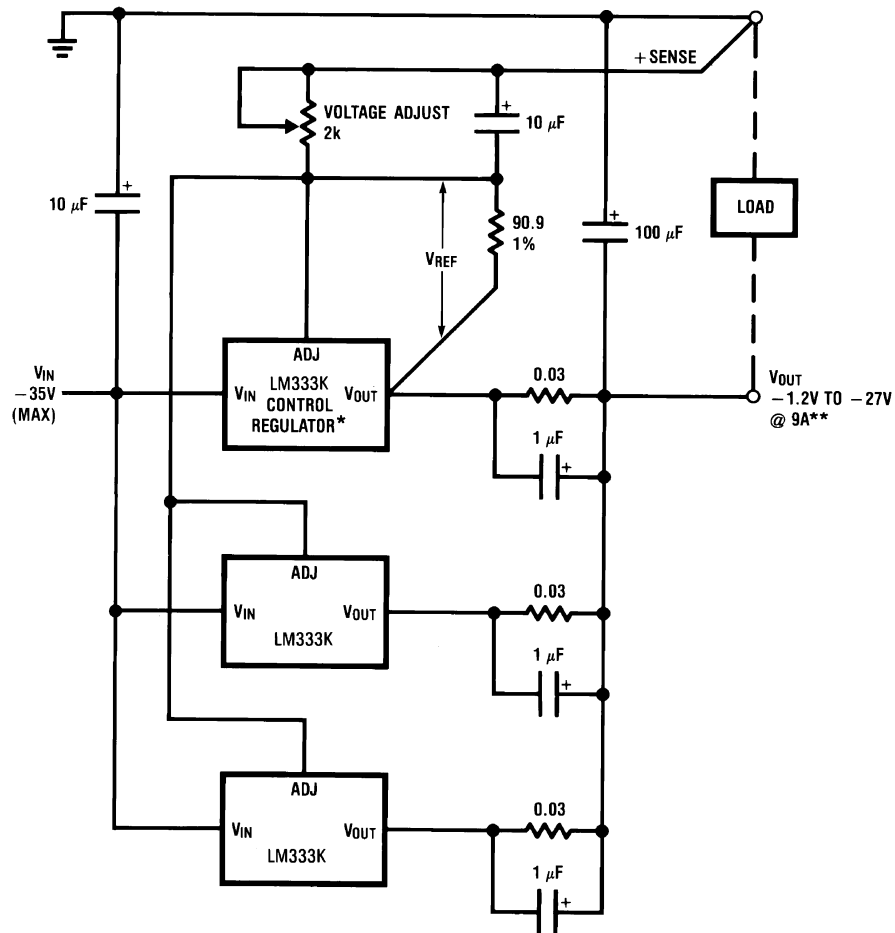 + SENSE
VOLTAGE ADJUST
2k
+
10 μF
+
10 μF
+
100 μF
LOAD
90.9
1%
VREF
VIN
−35V
(MAX)
ADJ
VIN
LM333K
CONTROL
REGULATOR*
VOUT
0.03
1 μF
+
VOUT
−1.2V TO −27V
@ 9A**
ADJ
VIN
VOUT
LM333K
0.03
1 μF
+
ADJ
VIN
VOUT
LM333K
0.03
1 μF
+